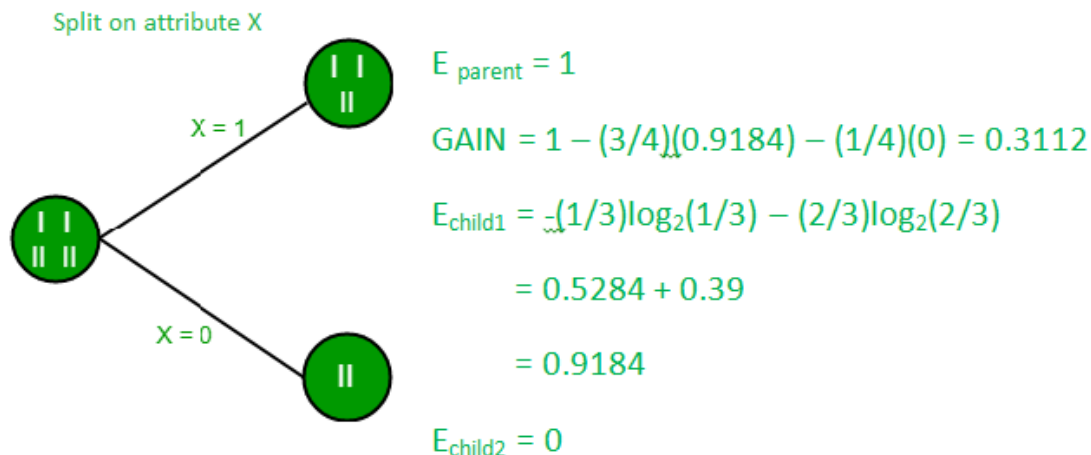 Split on attribute X
I I
II
X = 1
I I
II II
X = 0
II
E parent = 1
GAIN = 1 – (3/4)(0.9184) – (1/4)(0) = 0.3112
Echild1 = -(1/3)log2(1/3) – (2/3)log2(2/3)
= 0.5284 + 0.39
= 0.9184
Echild2 = 0